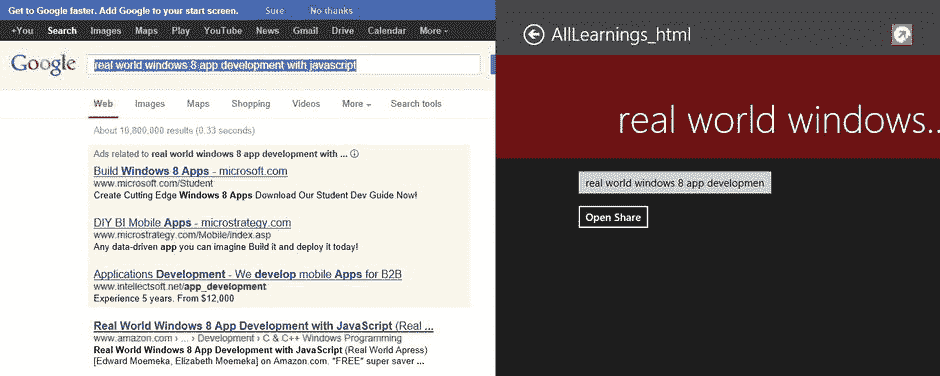 Get to Google faster. Add Google to your start screen. Sure No thanks
+You Search Images Maps Play YouTube News Gmail Drive Calendar More
Google real world windows 8 app development with javascript
Web Images Maps Shopping Videos More Search tools
About 16,800,000 results (0.33 seconds)
Ads related to real world windows 8 app development with ...
Build Windows 8 Apps - microsoft.com
www.microsoft.com/Student
Create Cutting Edge Windows 8 Apps Download Our Student Dev Guide Now!
DIY BI Mobile Apps - microstrategy.com
www.microstrategy.com/Mobile/index.asp
Any data-driven app you can imagine Build it and deploy it today!
Applications Development - We develop mobile Apps for B2B
www.intellectsoft.net/app_development
Experience 5 years. From $12,000
Real World Windows 8 App Development with JavaScript (Real ...
www.amazon.com › ... › Development › C & C++ Windows Programming
Real World Windows 8 App Development with JavaScript (Real World Apress)
[Edward Moemeka, Elizabeth Moemeka] on Amazon.com. *FREE* super saver ...
AllLearnings_html
real world windows..
real world windows 8 app developmen
Open Share